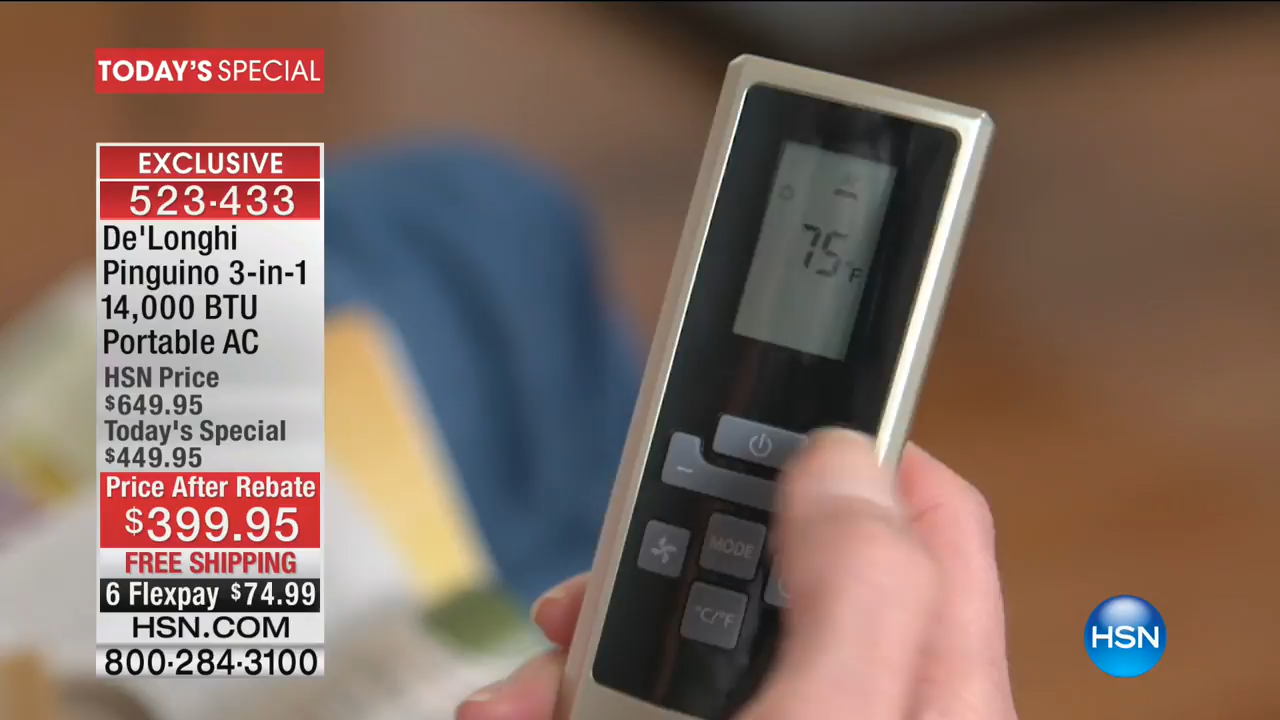 TODAY'S SPECIAL
EXCLUSIVE
523-433
De'Longhi
Pinguino 3-in-1
14,000 BTU
Portable AC
HSN Price
$649.95
Today's Special
$449.95
Price After Rebate
$399.95
FREE SHIPPING
6 Flexpay $74.99
HSN.COM
800-284-3100
75°F
MODE
°C/°F
HSN